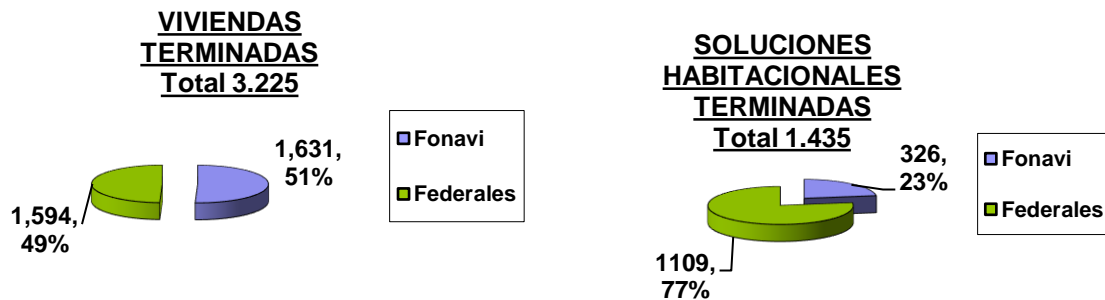 VIVIENDAS
TERMINADAS
Total 3.225
1,631,
51%
1,594,
49%
Fonavi
Federales
SOLUCIONES
HABITACIONALES
TERMINADAS
Total 1.435
326,
23%
1109,
77%
Fonavi
Federales